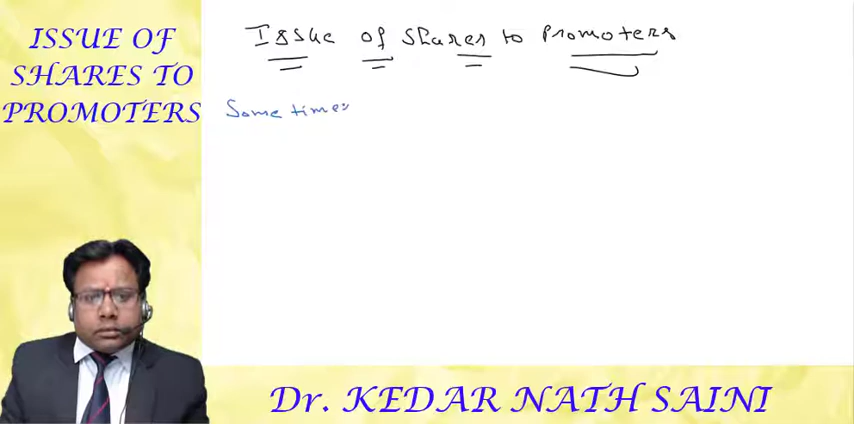 ISSUE OF
SHARES TO
PROMOTERS
Issue of Shares to Promoters
Some times
Dr. KEDAR NATH SAINI